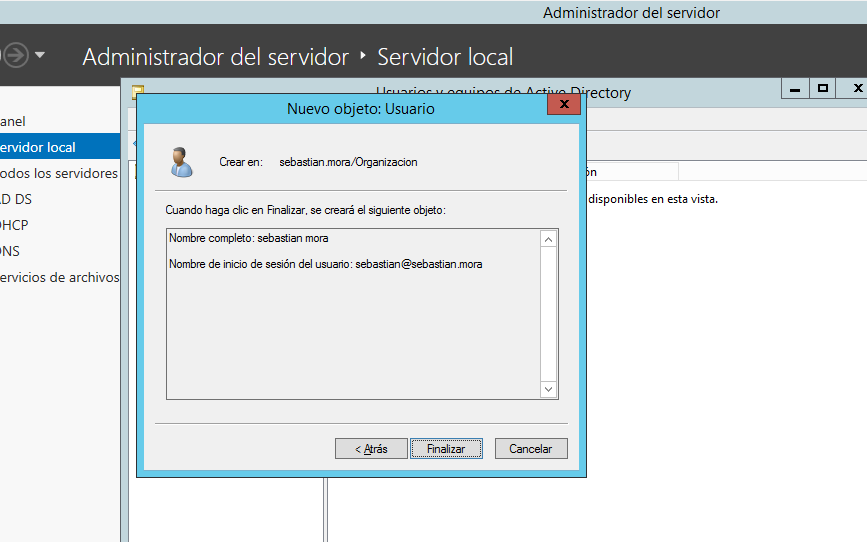 Administrador del servidor
Administrador del servidor ‣ Servidor local
Usuarios y equipos de Active Directory
Nuevo objeto: Usuario
x
anel
ervidor local
odos los servidores
D DS
HCP
NS
ervicios de archivos
Crear en: sebastian.mora/Organizacion
ón
disponibles en esta vista.
Cuando haga clic en Finalizar, se creará el siguiente objeto:
Nombre completo: sebastian mora
Nombre de inicio de sesión del usuario: sebastian@sebastian.mora
< Atrás
Finalizar
Cancelar